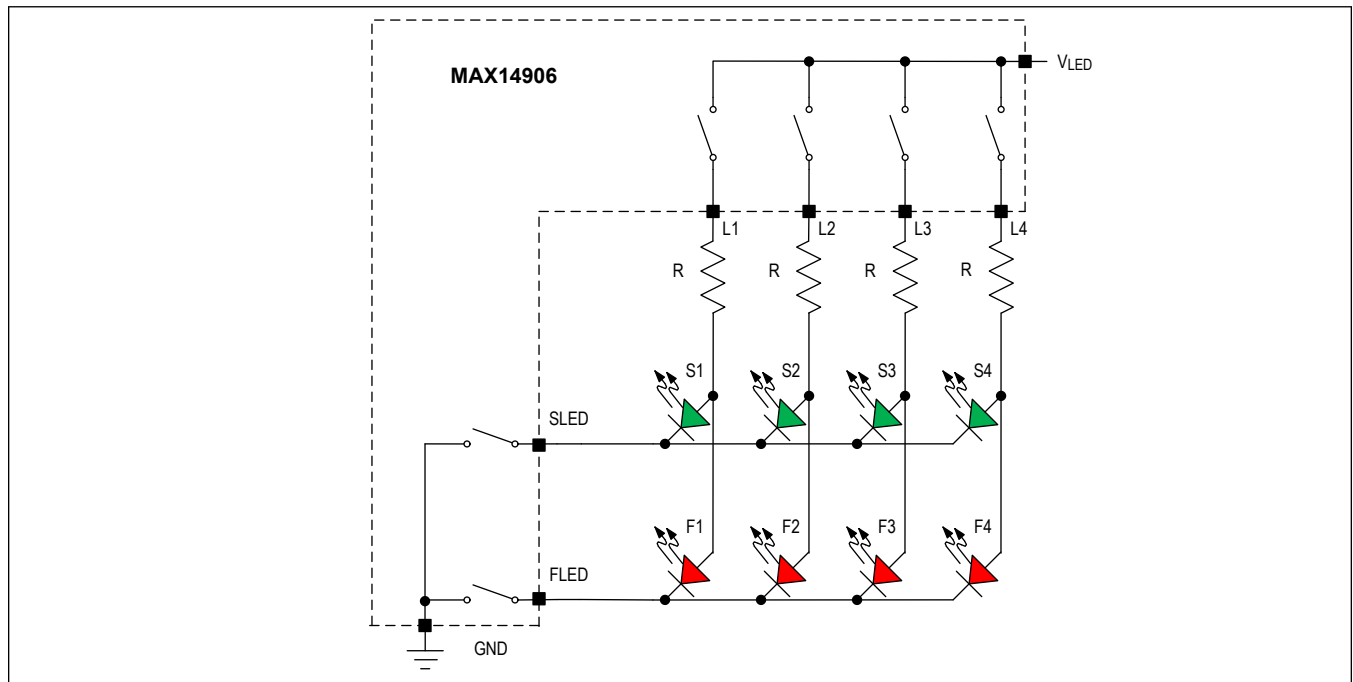 MAX14906
VLED
L1 L2 L3 L4
R R R R
S1 S2 S3 S4
SLED
F1 F2 F3 F4
FLED
GND